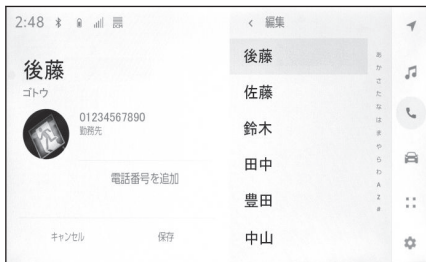 2:48
後藤
ゴトウ
01234567890
勤務先
電話番号を追加
キャンセル
保存
< 編集
後藤
佐藤
鈴木
田中
豊田
中山
あ
か
さ
た
な
は
ま
や
ら
わ
A
Z
#